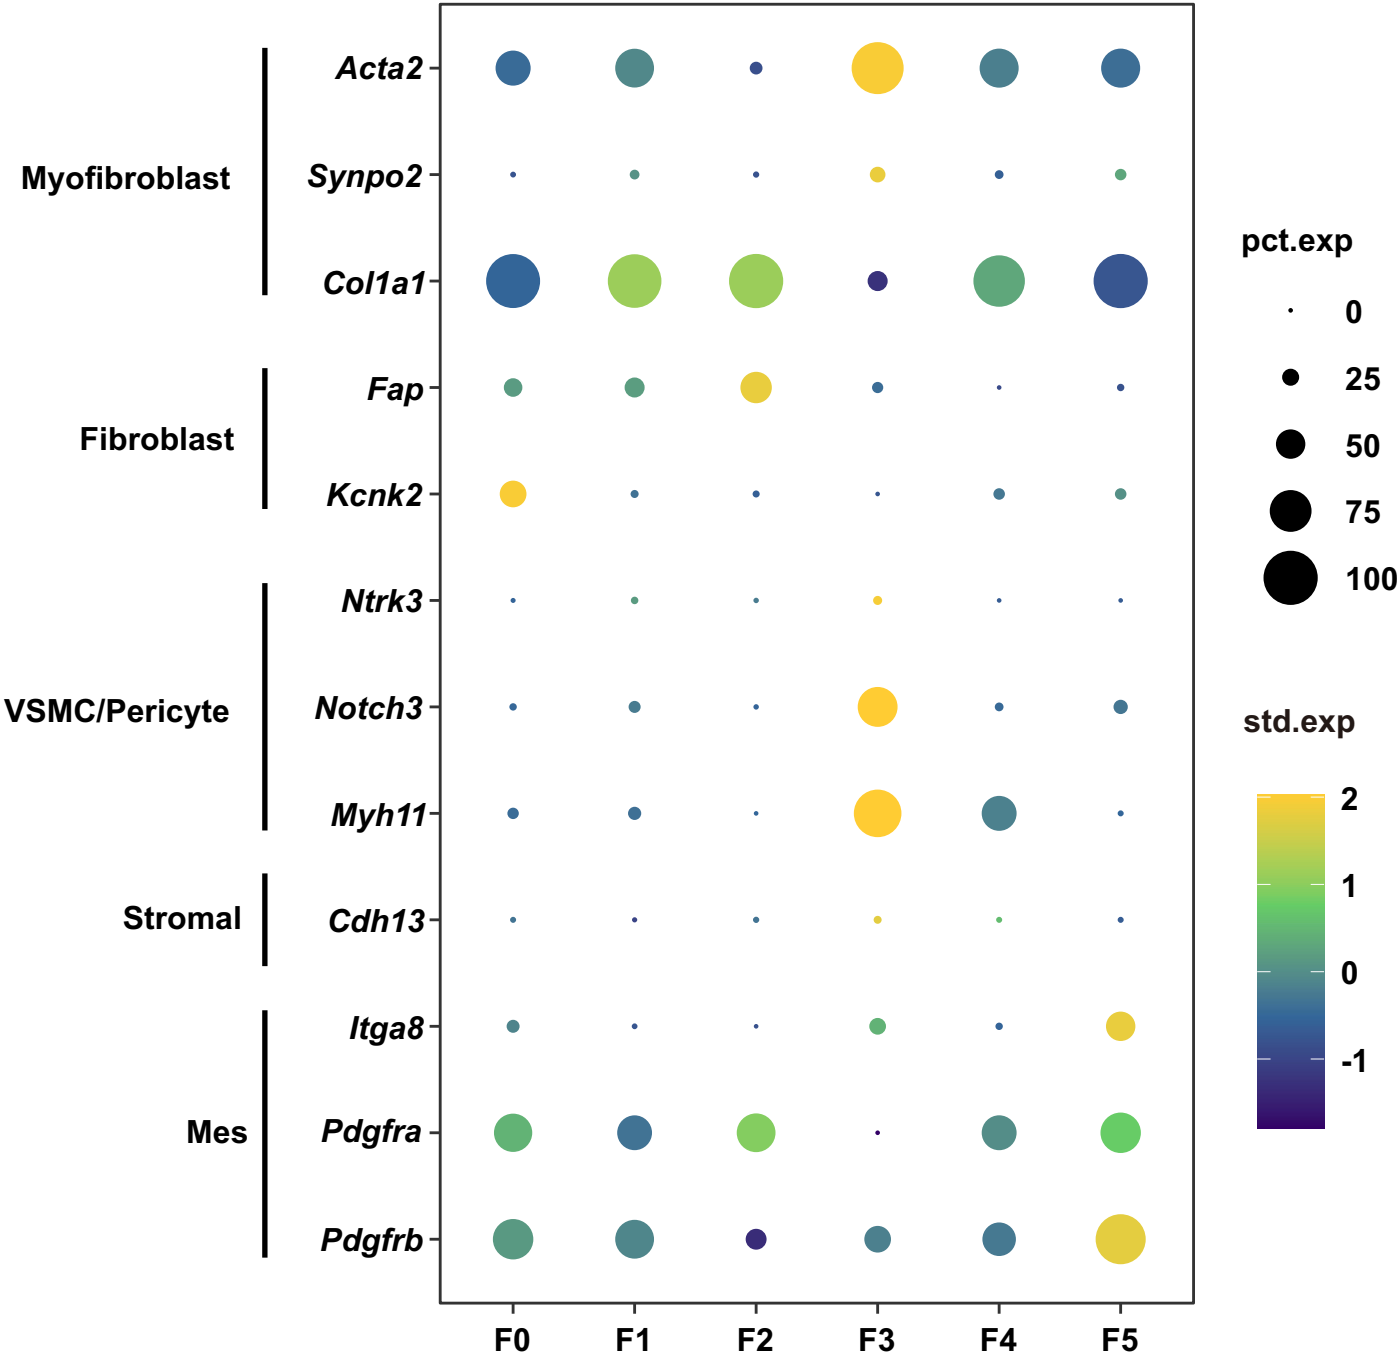 Myofibroblast
Acta2
Synpo2
Col1a1
Fibroblast
Fap
Kcnk2
VSMC/Pericyte
Ntrk3
Notch3
Myh11
Stromal
Cdh13
Mes
Itga8
Pdgfra
Pdgfrb
F0 F1 F2 F3 F4 F5
pct.exp
0
25
50
75
100
std.exp
2
1
0
-1